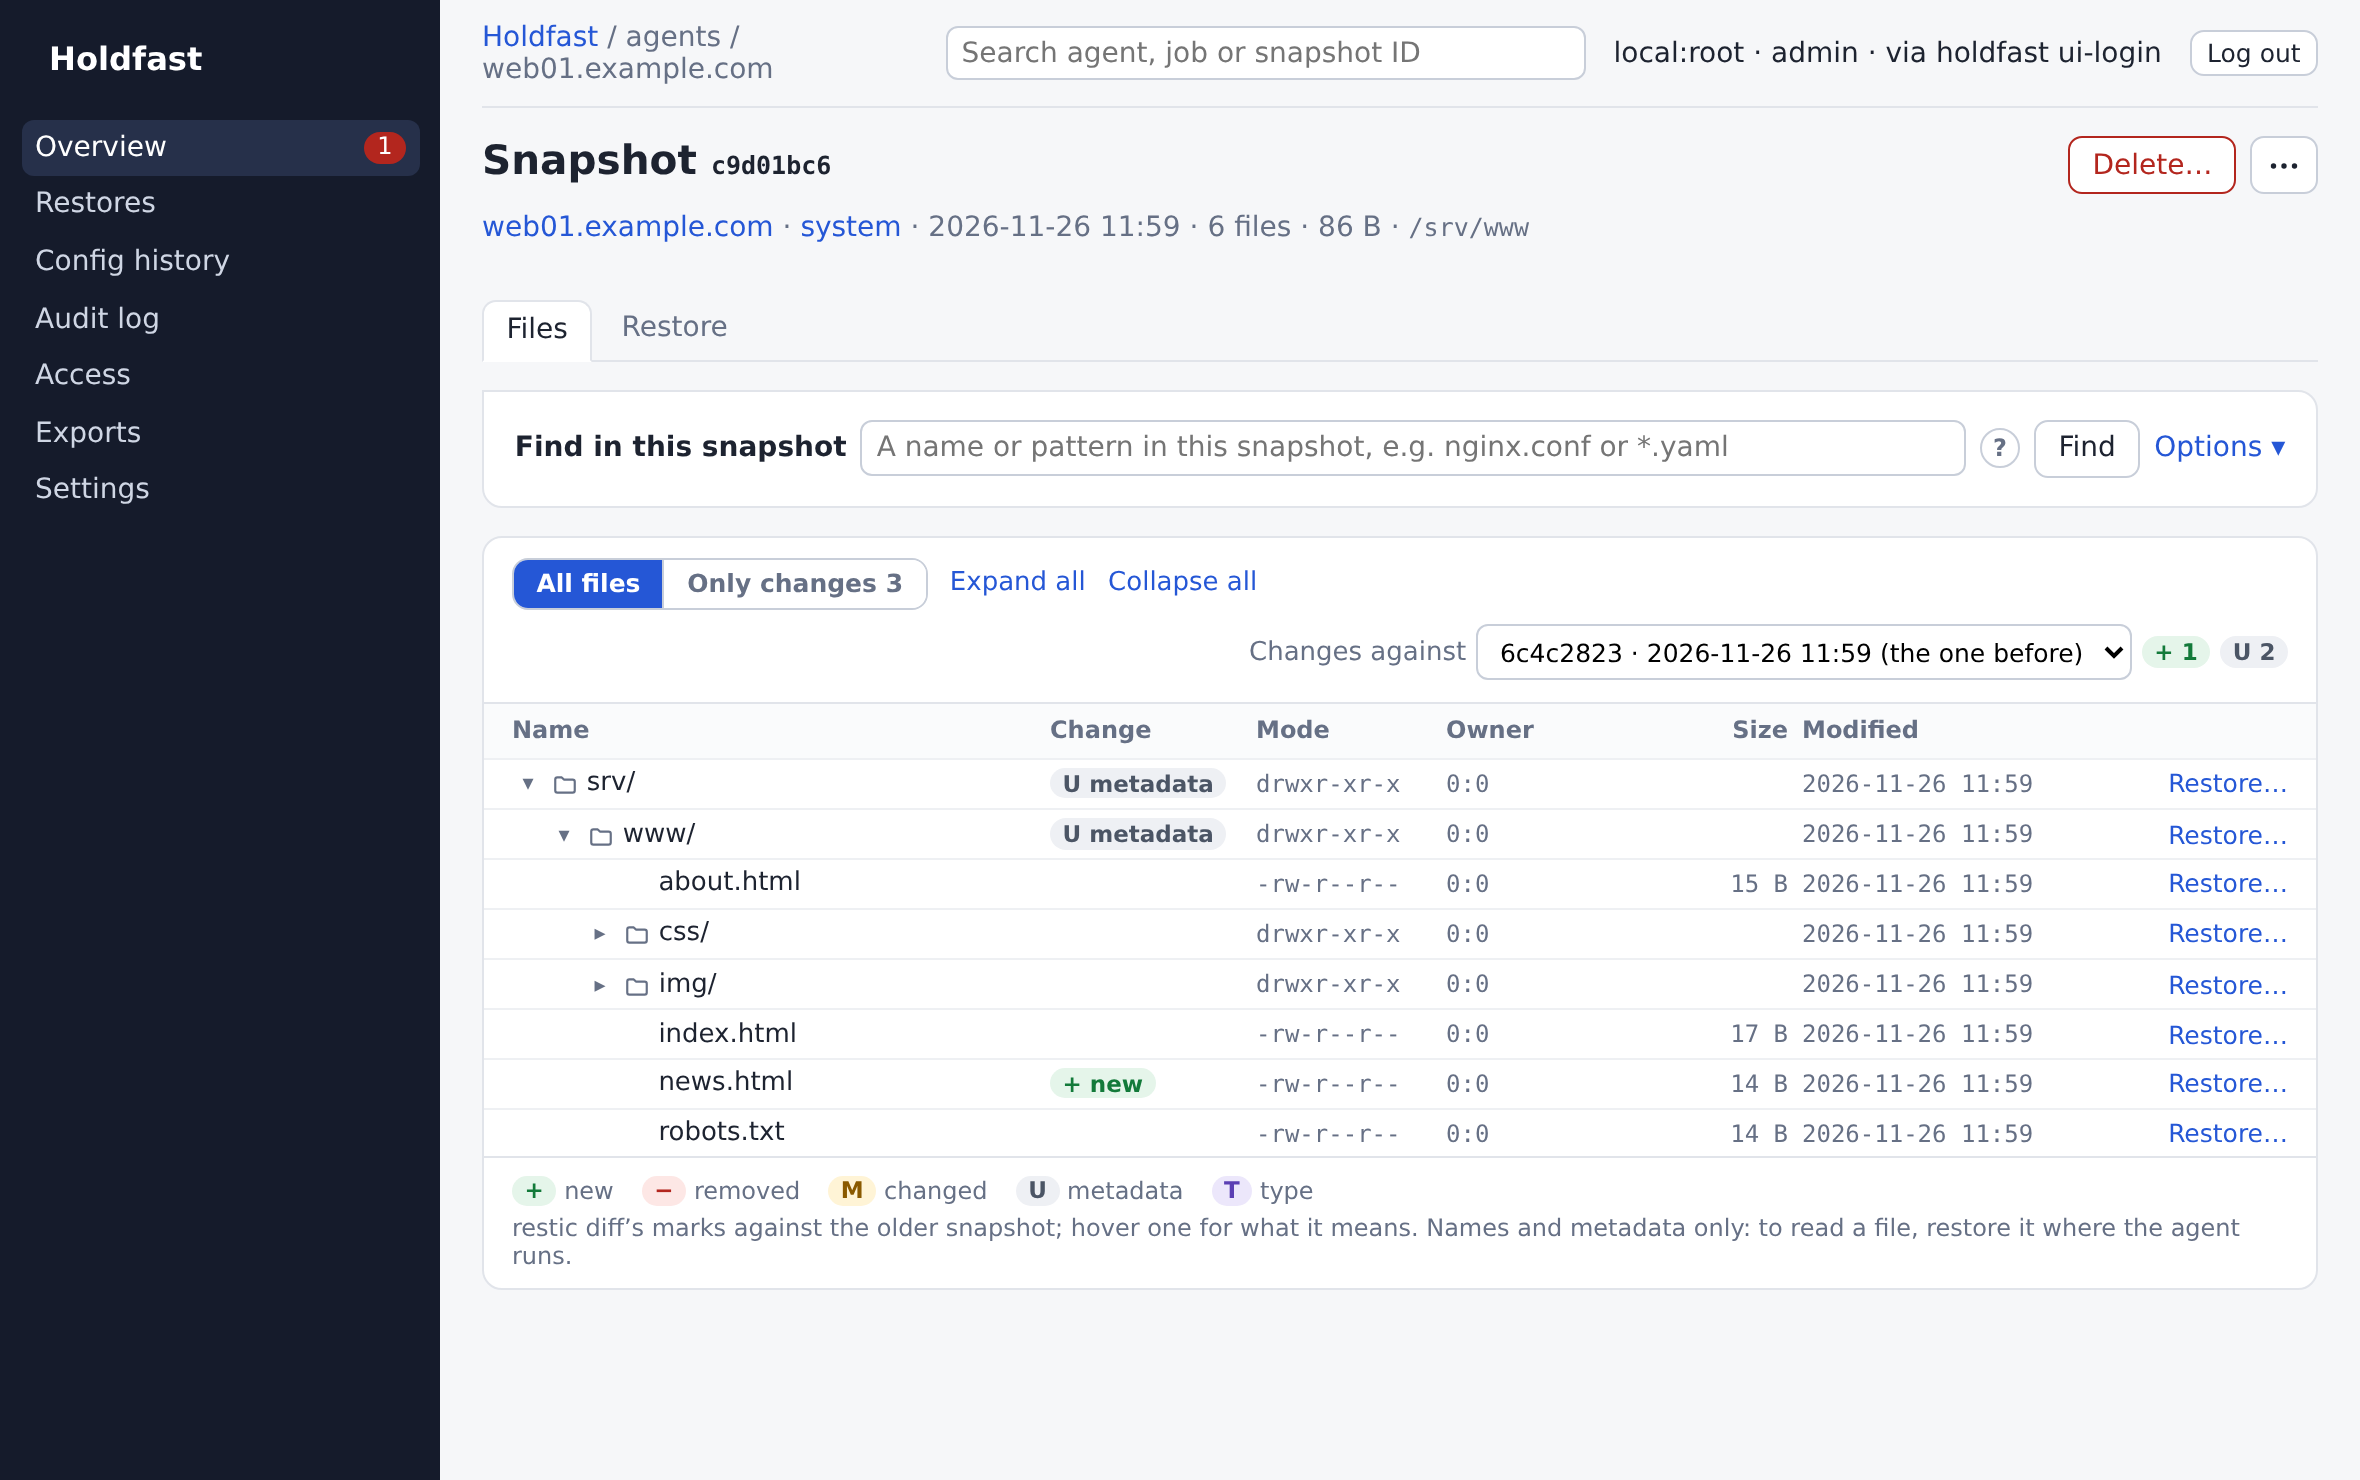 Holdfast
Overview 1
Restores
Config history
Audit log
Access
Exports
Settings
Holdfast / agents /
web01.example.com
Search agent, job or snapshot ID
local:root · admin · via holdfast ui-login
Log out
Snapshot c9d01bc6
Delete…
···
web01.example.com · system · 2026-11-26 11:59 · 6 files · 86 B · /srv/www
Files Restore
Find in this snapshot A name or pattern in this snapshot, e.g. nginx.conf or *.yaml ? Find Options ▾
All files Only changes 3 Expand all Collapse all
Changes against 6c4c2823 · 2026-11-26 11:59 (the one before) + 1 U 2
Name Change Mode Owner Size Modified
▾ srv/ U metadata drwxr-xr-x 0:0 2026-11-26 11:59 Restore…
▾ www/ U metadata drwxr-xr-x 0:0 2026-11-26 11:59 Restore…
about.html -rw-r--r-- 0:0 15 B 2026-11-26 11:59 Restore…
▸ css/ drwxr-xr-x 0:0 2026-11-26 11:59 Restore…
▸ img/ drwxr-xr-x 0:0 2026-11-26 11:59 Restore…
index.html -rw-r--r-- 0:0 17 B 2026-11-26 11:59 Restore…
news.html + new -rw-r--r-- 0:0 14 B 2026-11-26 11:59 Restore…
robots.txt -rw-r--r-- 0:0 14 B 2026-11-26 11:59 Restore…
+ new − removed M changed U metadata T type
restic diff’s marks against the older snapshot; hover one for what it means. Names and metadata only: to read a file, restore it where the agent
runs.